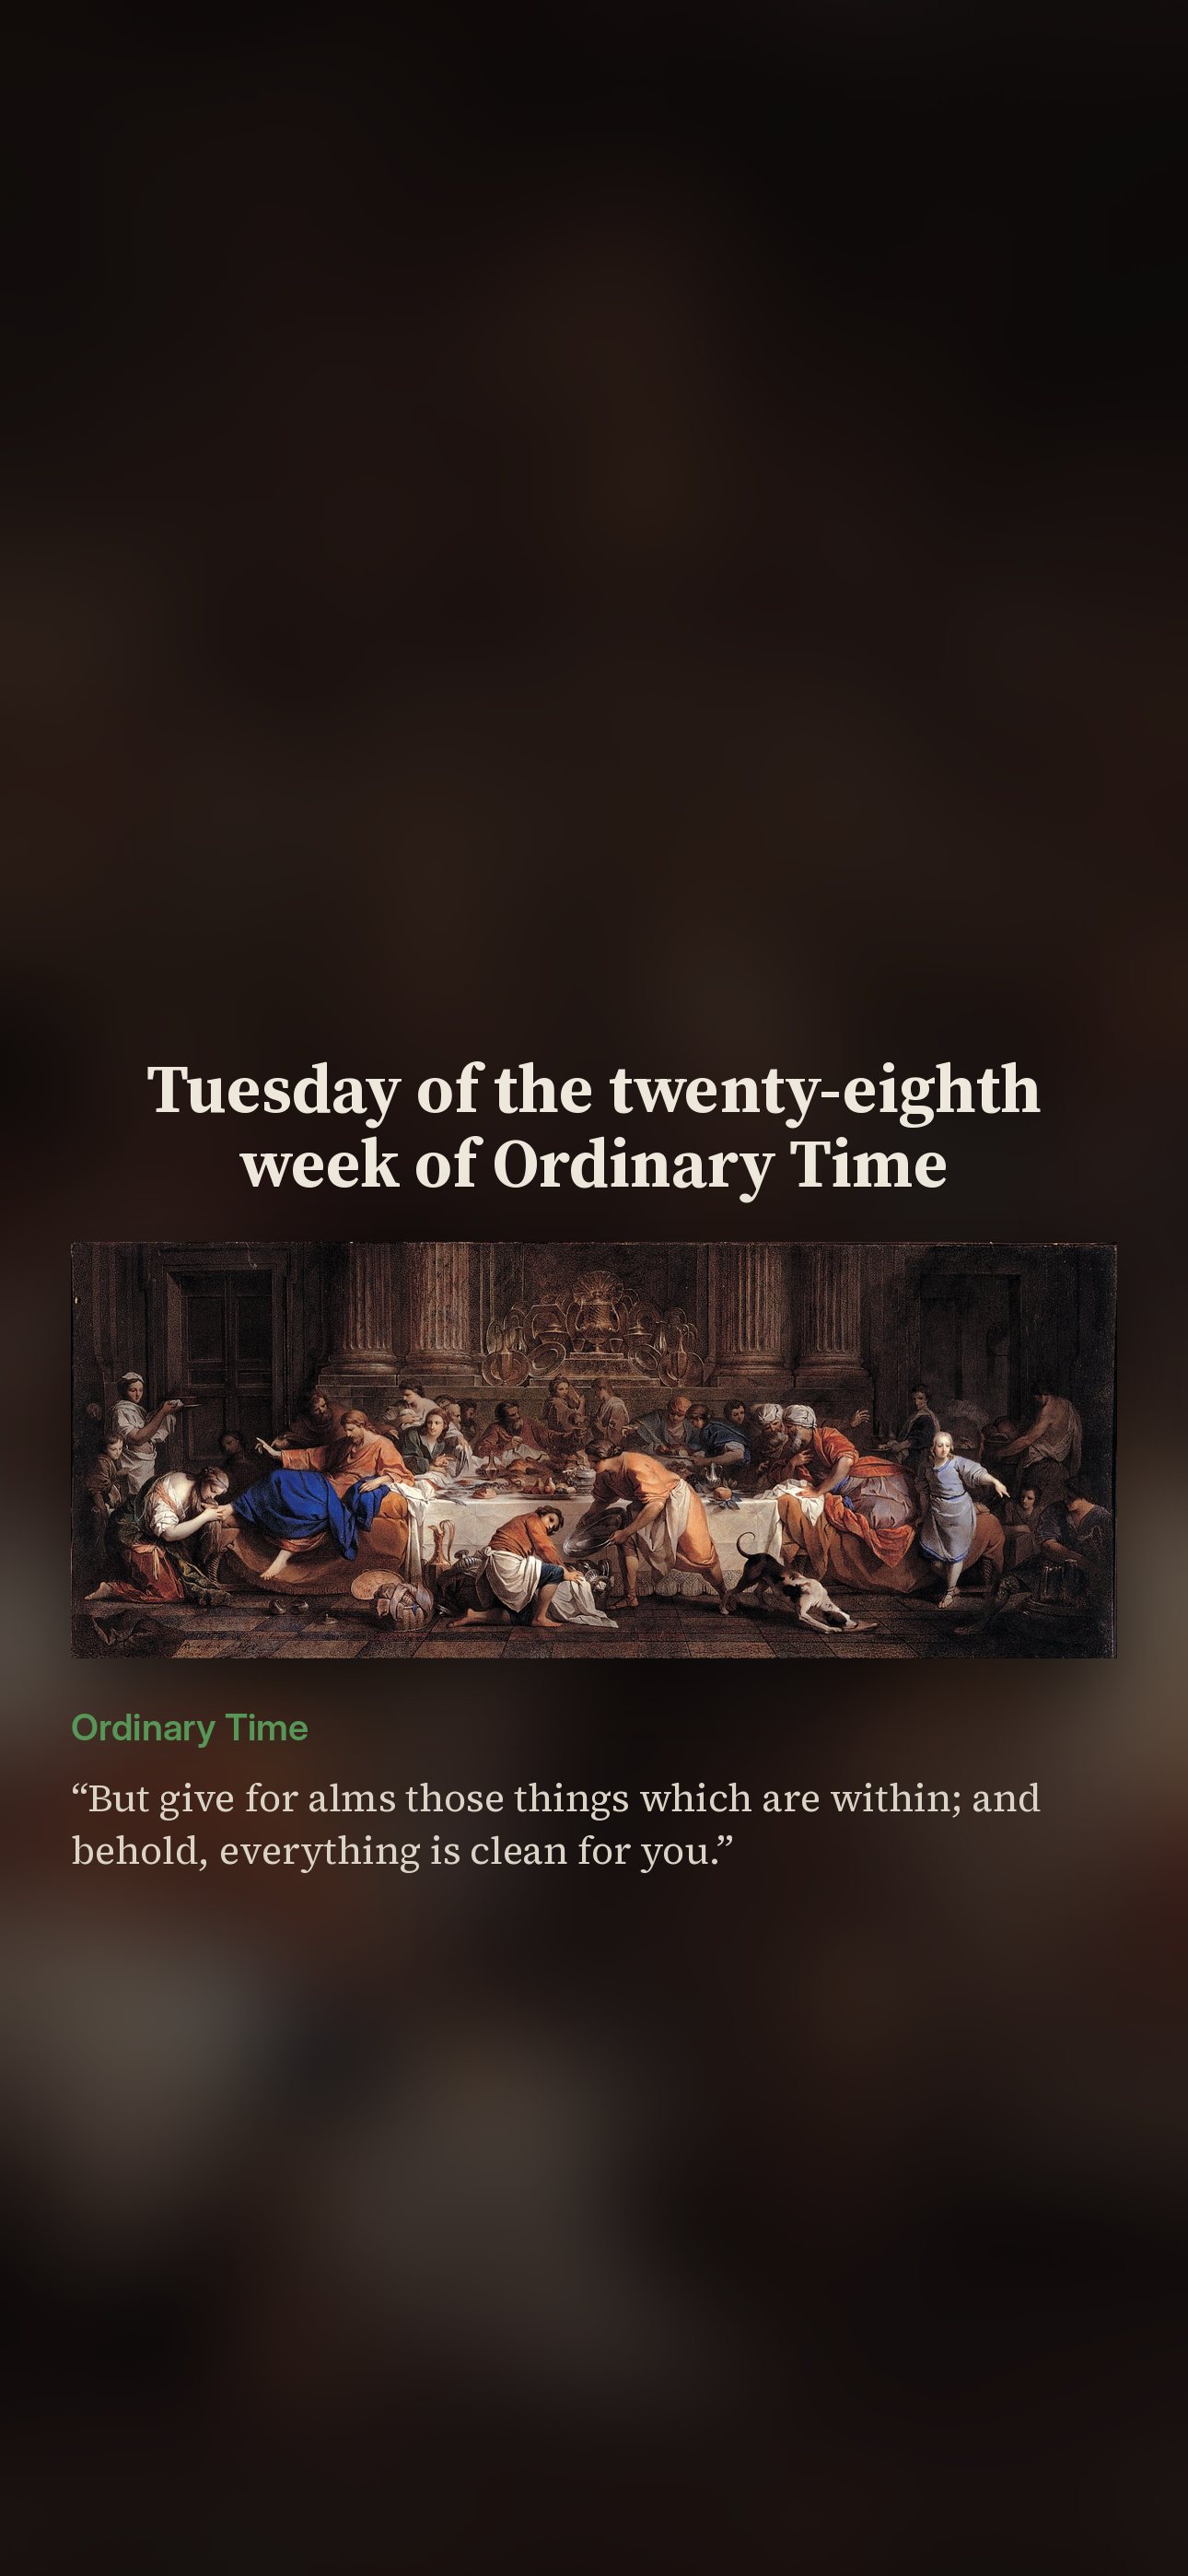 Tuesday of the twenty-eighth
week of Ordinary Time
Ordinary Time
“But give for alms those things which are within; and
behold, everything is clean for you.”